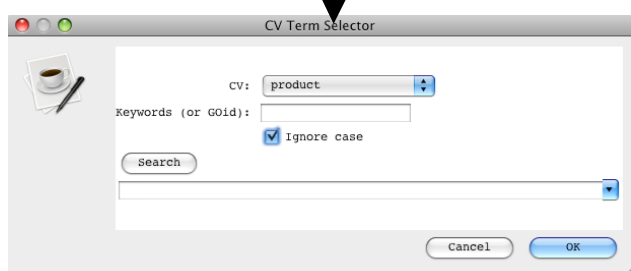 CV Term Selector
CV: product
Keywords (or GOid):
Ignore case
Search
Cancel OK